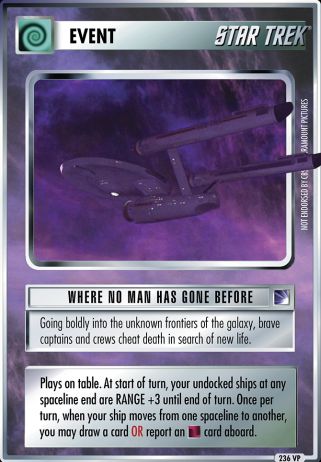 EVENT
STAR TREK®
NOT ENDORSED BY CBS
PARAMOUNT PICTURES
WHERE NO MAN HAS GONE BEFORE
Going boldly into the unknown frontiers of the galaxy, brave
captains and crews cheat death in search of new life.
Plays on table. At start of turn, your undocked ships at any
spaceline end are RANGE +3 until end of turn. Once per
turn, when your ship moves from one spaceline to another,
you may draw a card OR report an card aboard.
236 VP